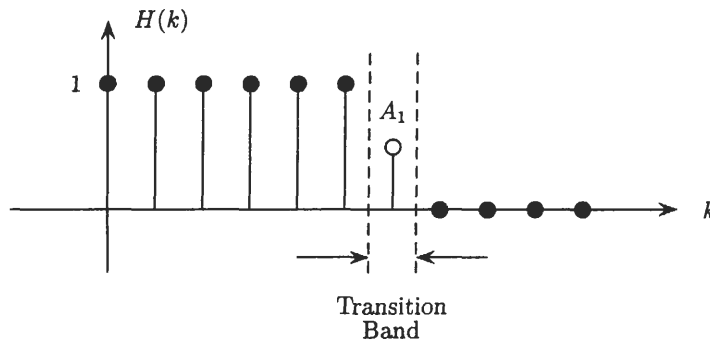 H(k)
1
A₁
k
Transition
Band